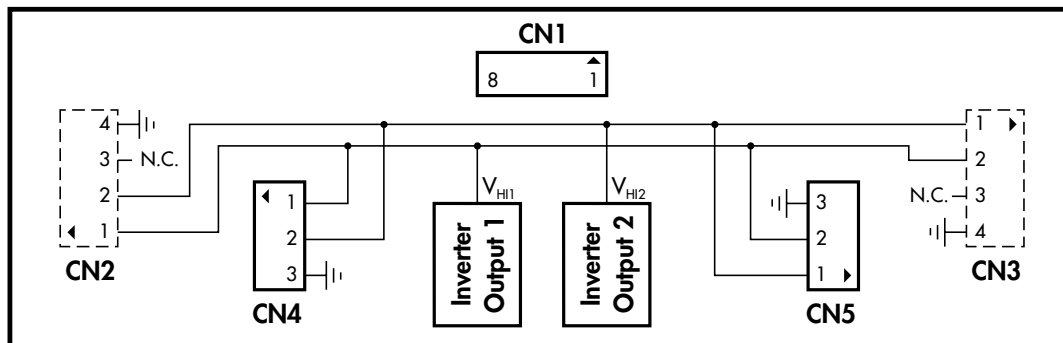 CN1
8 1
4
3 N.C.
2
1
CN2
1
2
3
CN4
V_HI1
Inverter
Output 1
V_HI2
Inverter
Output 2
3
2
1
CN5
1
2
N.C. 3
4
CN3